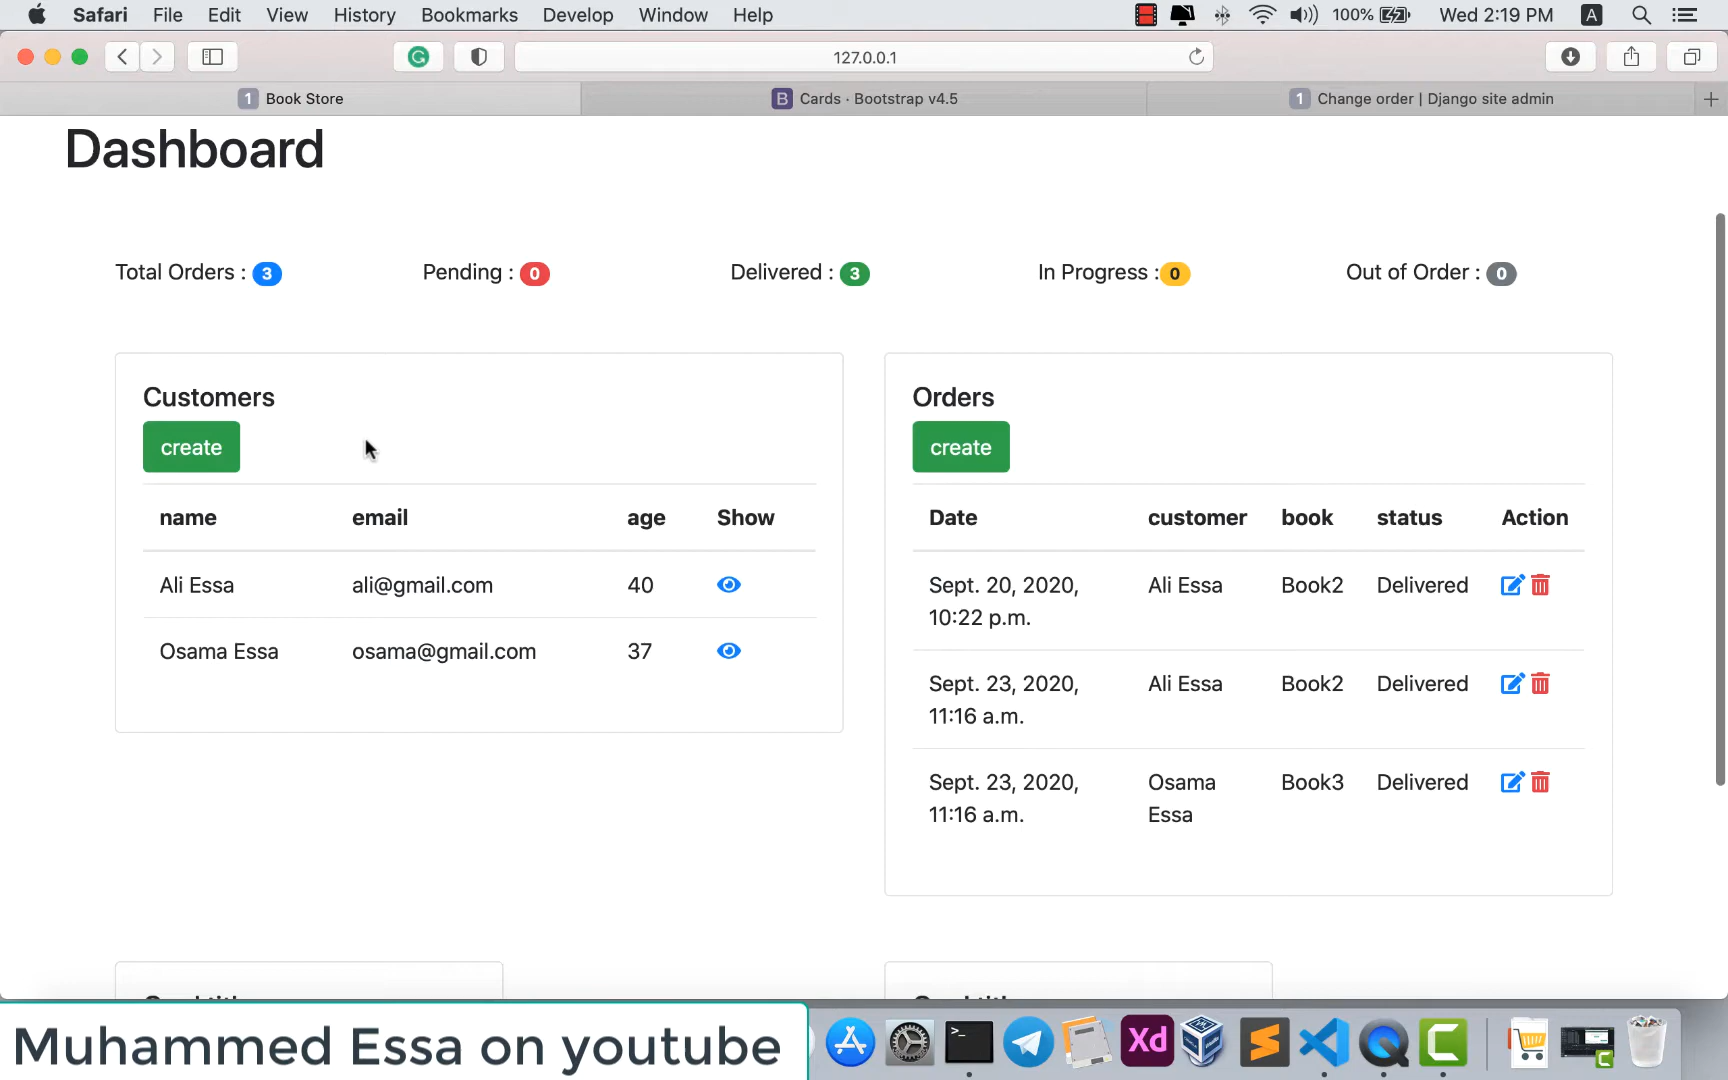 Safari File Edit View History Bookmarks Develop Window Help 100% Wed 2:19 PM A
127.0.0.1
1 Book Store B Cards · Bootstrap v4.5 1 Change order | Django site admin
Dashboard
Total Orders : 3 Pending : 0 Delivered : 3 In Progress : 0 Out of Order : 0
Customers
create
name email age Show
Ali Essa ali@gmail.com 40
Osama Essa osama@gmail.com 37
Orders
create
Date customer book status Action
Sept. 20, 2020, Ali Essa Book2 Delivered
10:22 p.m.
Sept. 23, 2020, Ali Essa Book2 Delivered
11:16 a.m.
Sept. 23, 2020, Osama Book3 Delivered
11:16 a.m. Essa
Muhammed Essa on youtube
Xd